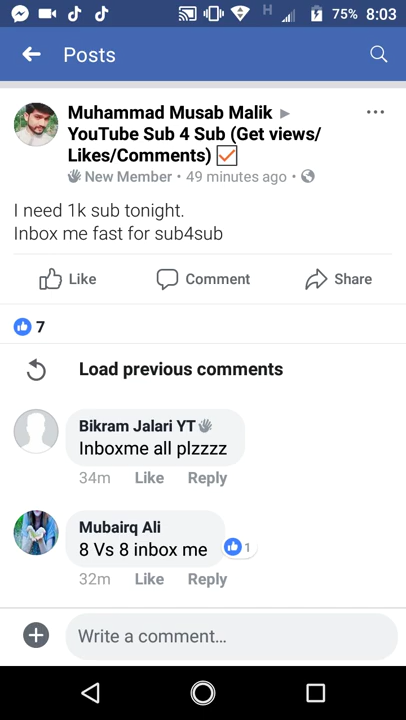 H 75% 8:03
Posts
Muhammad Musab Malik ▶
YouTube Sub 4 Sub (Get views/
Likes/Comments) ☑
👋 New Member • 49 minutes ago •
I need 1k sub tonight.
Inbox me fast for sub4sub
Like Comment Share
7
Load previous comments
Bikram Jalari YT 👋
Inboxme all plzzzz
34m Like Reply
Mubairq Ali
8 Vs 8 inbox me
1
32m Like Reply
Write a comment...